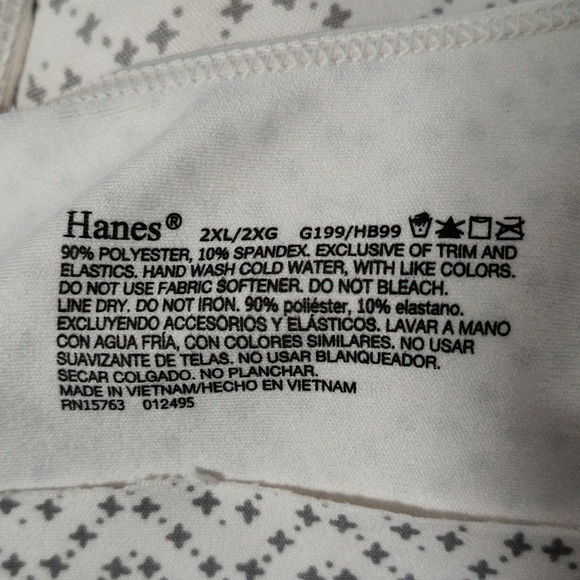 Hanes® 2XL/2XG G199/HB99
90% POLYESTER, 10% SPANDEX. EXCLUSIVE OF TRIM AND
ELASTICS. HAND WASH COLD WATER, WITH LIKE COLORS.
DO NOT USE FABRIC SOFTENER. DO NOT BLEACH.
LINE DRY. DO NOT IRON. 90% poliéster, 10% elastano.
EXCLUYENDO ACCESORIOS Y ELÁSTICOS. LAVAR A MANO
CON AGUA FRÍA, CON COLORES SIMILARES. NO USAR
SUAVIZANTE DE TELAS. NO USAR BLANQUEADOR.
SECAR COLGADO. NO PLANCHAR.
MADE IN VIETNAM/HECHO EN VIETNAM
RN15763 012495